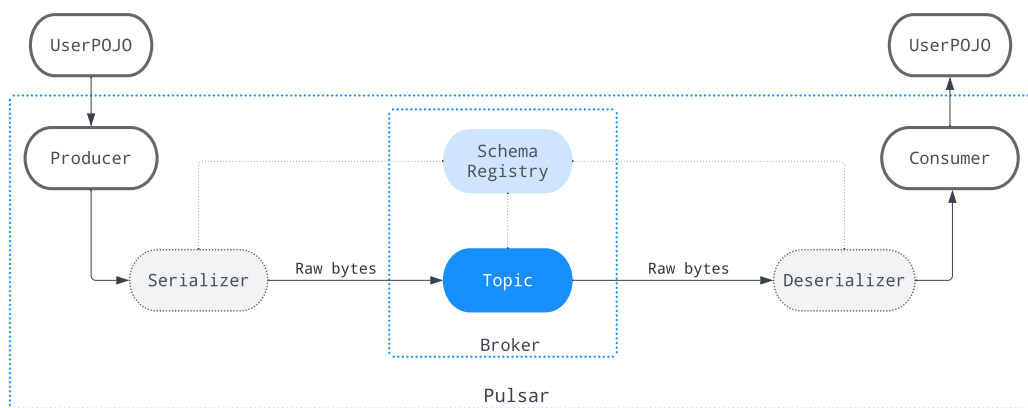 UserPOJO
UserPOJO
Producer
Schema
Registry
Consumer
Serializer
Raw bytes
Topic
Raw bytes
Deserializer
Broker
Pulsar